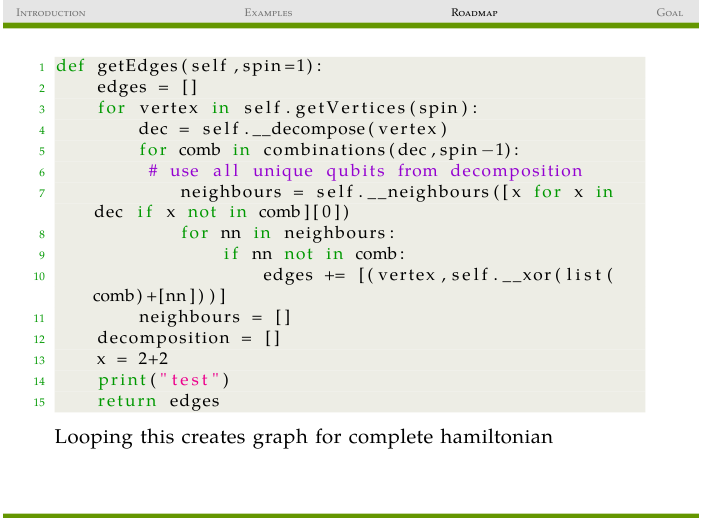 Introduction Examples Roadmap Goal
1 def getEdges(self,spin=1):
2 edges = []
3 for vertex in self.getVertices(spin):
4 dec = self.__decompose(vertex)
5 for comb in combinations(dec,spin-1):
6 # use all unique qubits from decomposition
7 neighbours = self.__neighbours([x for x in
dec if x not in comb][0])
8 for nn in neighbours:
9 if nn not in comb:
10 edges += [(vertex,self.__xor(list(
comb)+[nn]))]
11 neighbours = []
12 decomposition = []
13 x = 2+2
14 print("test")
15 return edges
Looping this creates graph for complete hamiltonian